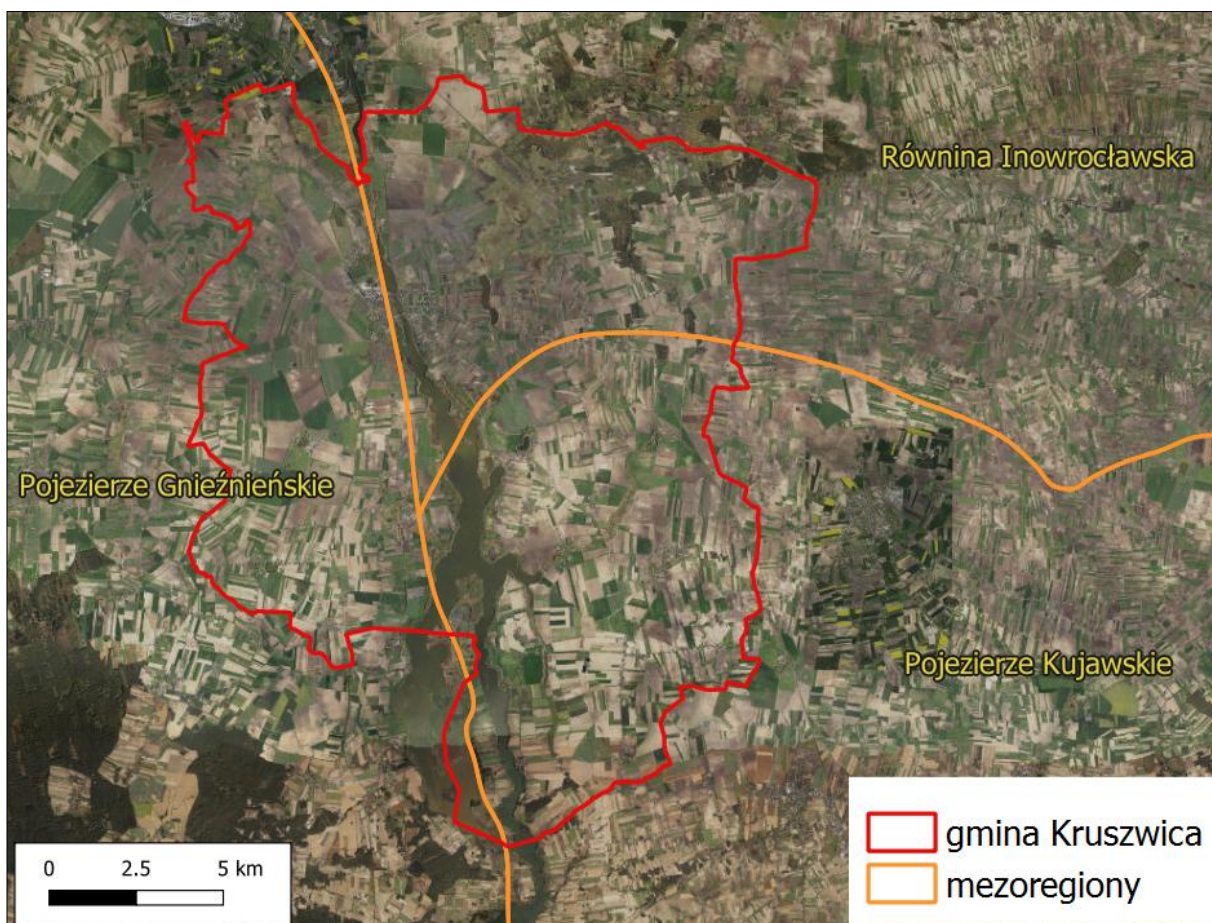 Równina Inowrocławska
Pojezierze Gnieźnieńskie
Pojezierze Kujawskie
0 2.5 5 km
gmina Kruszwica
mezoregiony